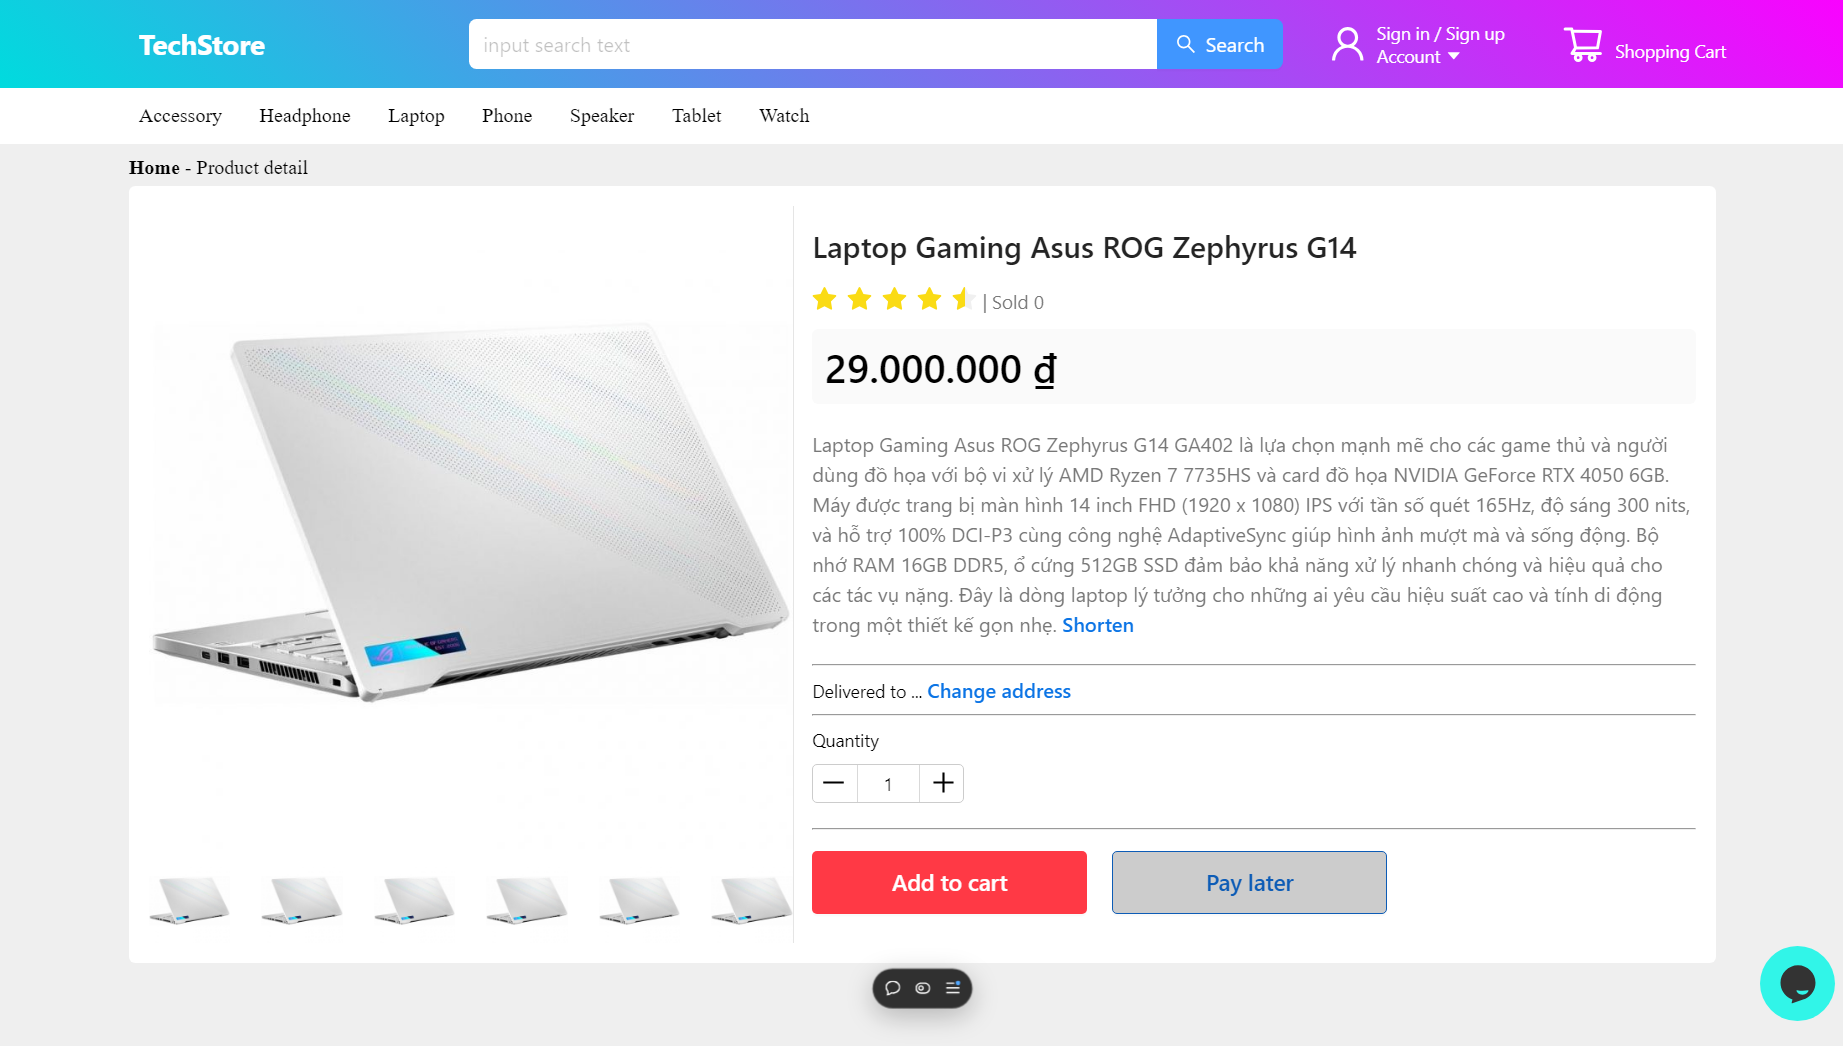 TechStore
input search text
Search
Sign in / Sign up
Account
Shopping Cart
Accessory
Headphone
Laptop
Phone
Speaker
Tablet
Watch
Home - Product detail
Laptop Gaming Asus ROG Zephyrus G14
| Sold 0
29.000.000 ₫
Laptop Gaming Asus ROG Zephyrus G14 GA402 là lựa chọn mạnh mẽ cho các game thủ và người
dùng đồ họa với bộ vi xử lý AMD Ryzen 7 7735HS và card đồ họa NVIDIA GeForce RTX 4050 6GB.
Máy được trang bị màn hình 14 inch FHD (1920 x 1080) IPS với tần số quét 165Hz, độ sáng 300 nits,
và hỗ trợ 100% DCI-P3 cùng công nghệ AdaptiveSync giúp hình ảnh mượt mà và sống động. Bộ
nhớ RAM 16GB DDR5, ổ cứng 512GB SSD đảm bảo khả năng xử lý nhanh chóng và hiệu quả cho
các tác vụ nặng. Đây là dòng laptop lý tưởng cho những ai yêu cầu hiệu suất cao và tính di động
trong một thiết kế gọn nhẹ. Shorten
Delivered to ... Change address
Quantity
1
Add to cart
Pay later